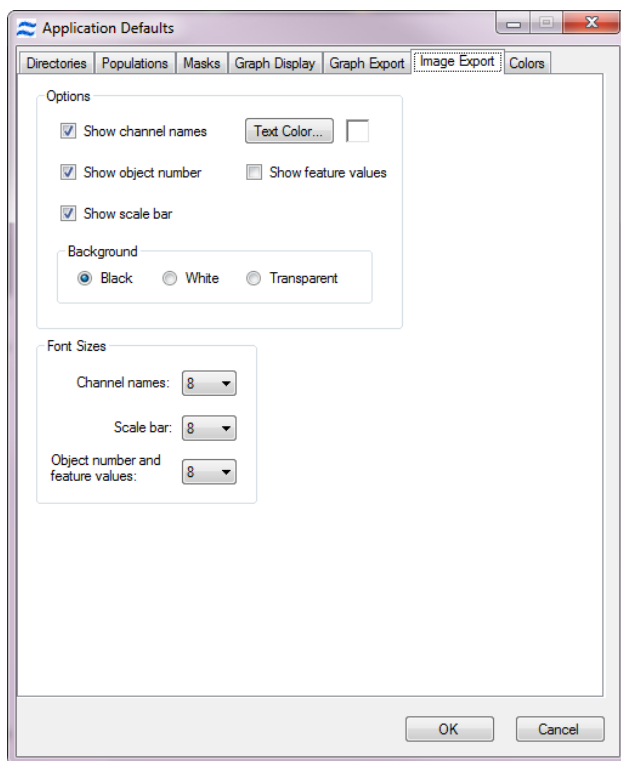 Application Defaults
Directories Populations Masks Graph Display Graph Export Image Export Colors
Options
Show channel names Text Color...
Show object number Show feature values
Show scale bar
Background
Black White Transparent
Font Sizes
Channel names: 8
Scale bar: 8
Object number and
feature values: 8
OK Cancel